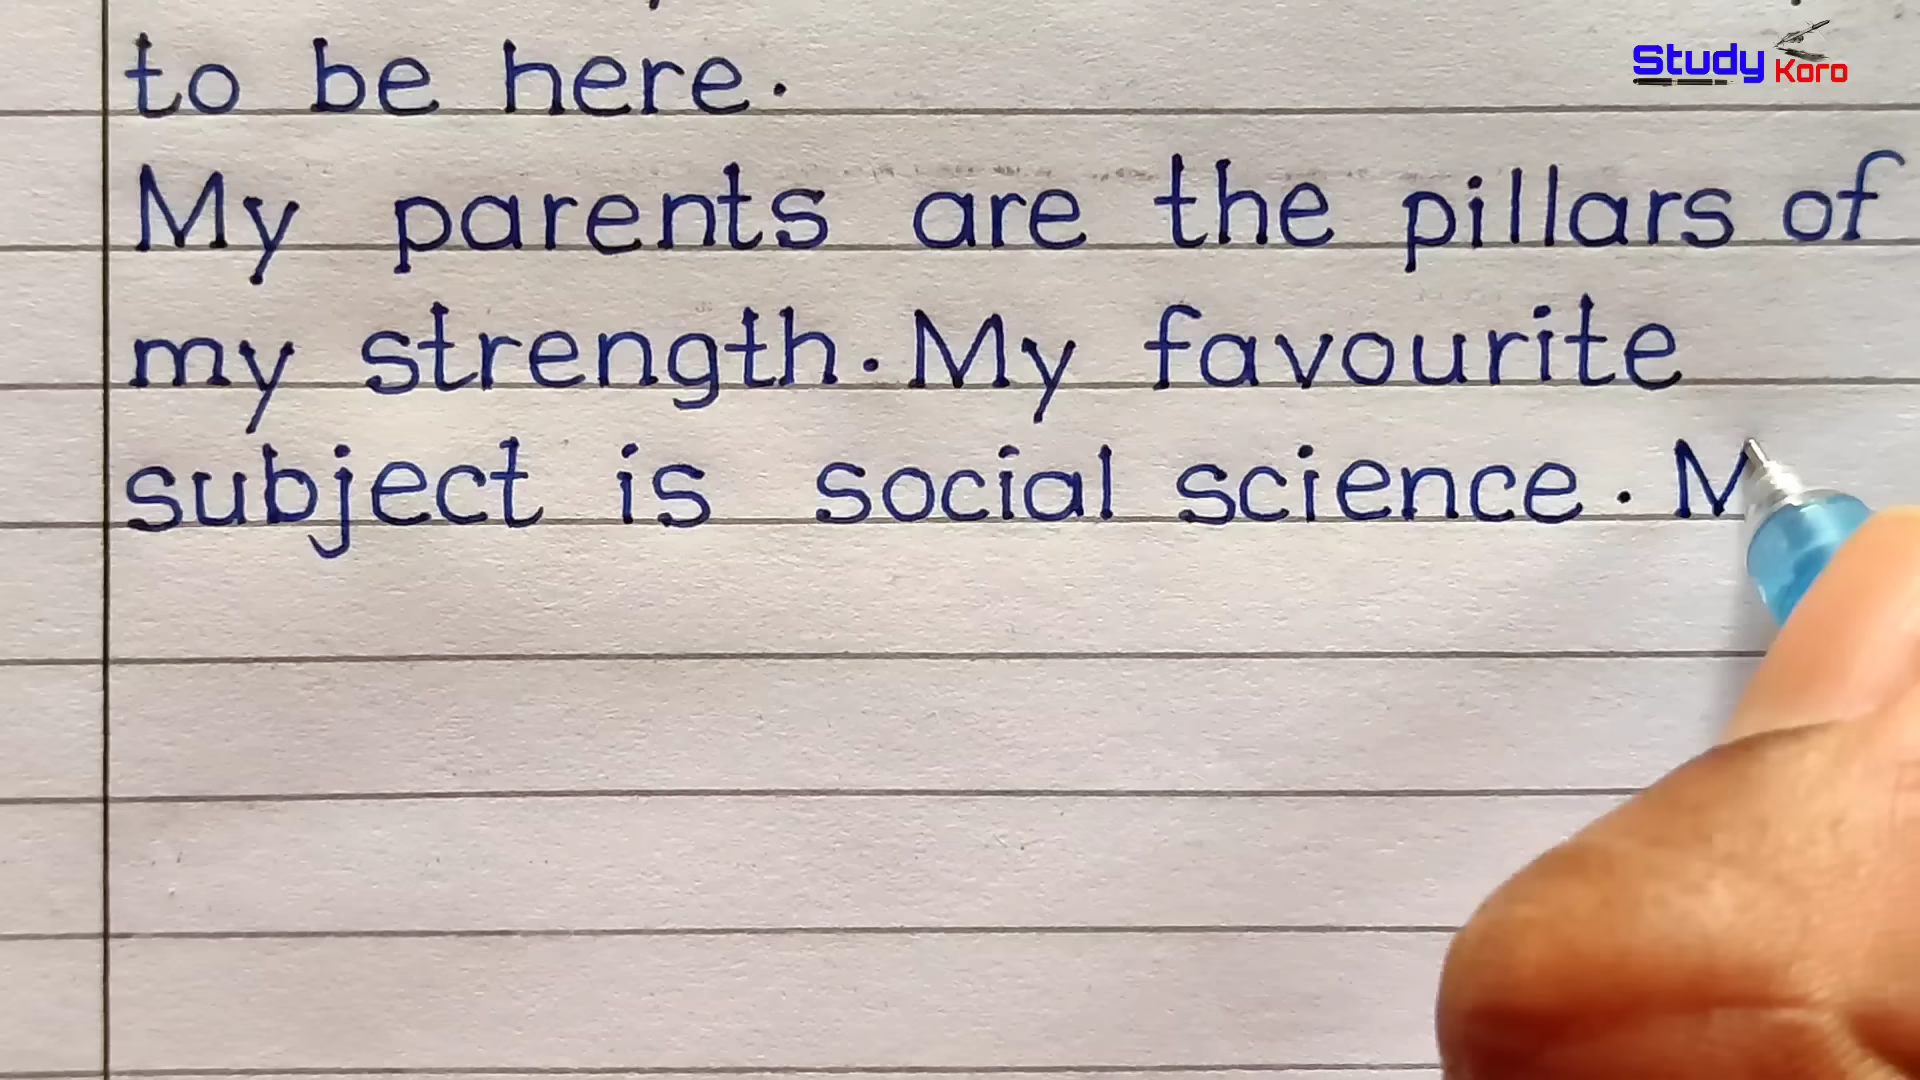 Study Koro
to be here.
My parents are the pillars of
my strength. My favourite
subject is social science. M